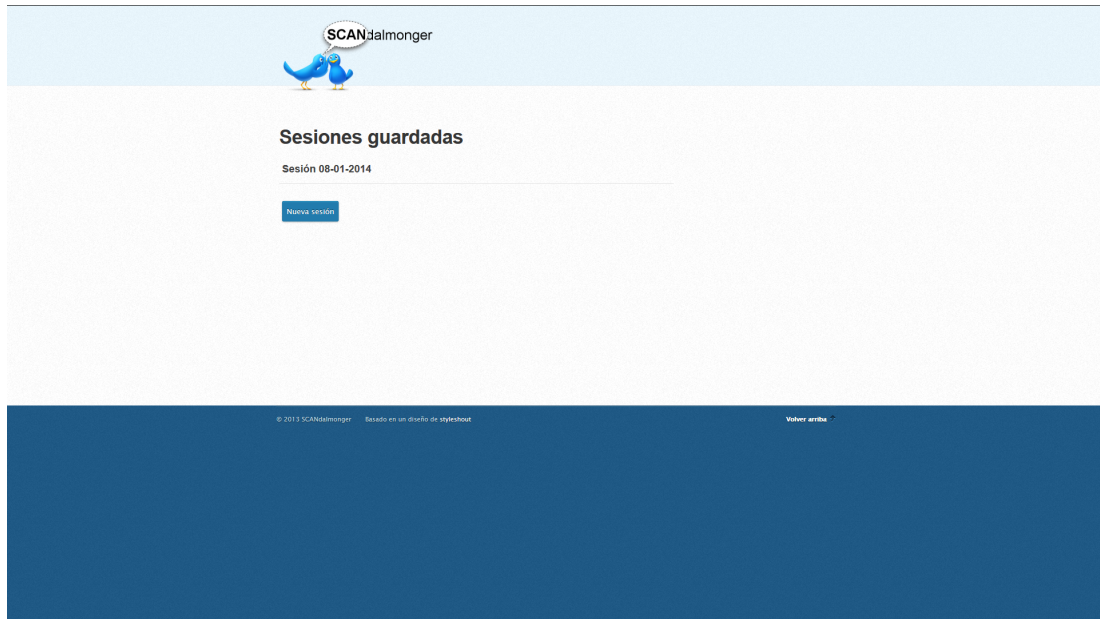 SCANdalmonger
Sesiones guardadas
Sesión 08-01-2014
Nueva sesión
© 2013 SCANdalmonger Basado en un diseño de styleshout Volver arriba